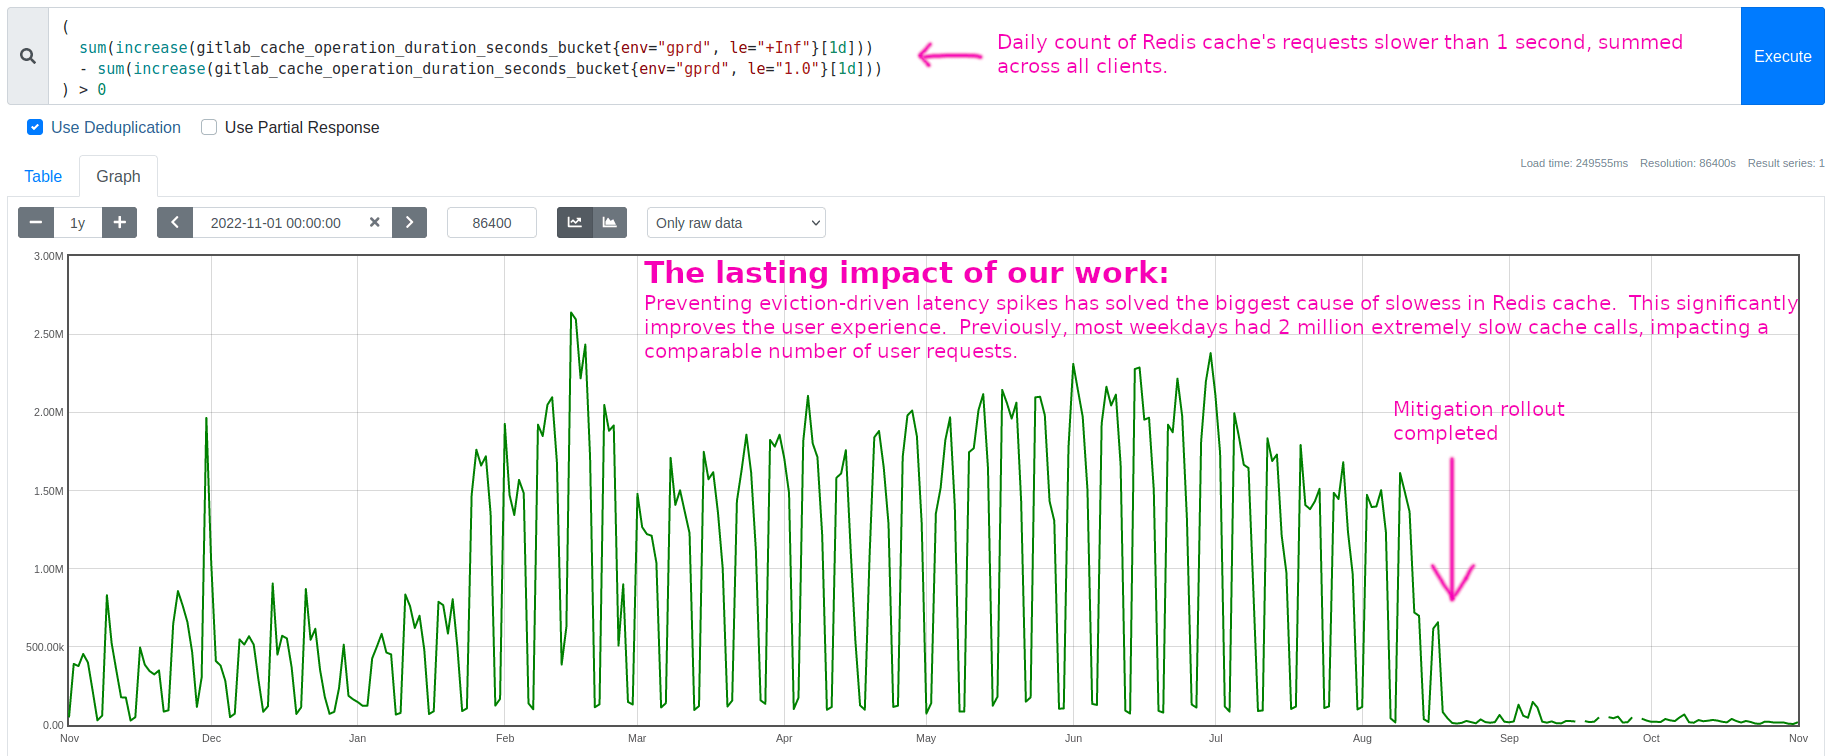 (
sum(increase(gitlab_cache_operation_duration_seconds_bucket{env="gprd", le="+Inf"}[1d]))
- sum(increase(gitlab_cache_operation_duration_seconds_bucket{env="gprd", le="1.0"}[1d]))
) > 0
Daily count of Redis cache's requests slower than 1 second, summed
across all clients.
Execute
Use Deduplication Use Partial Response
Load time: 249555ms Resolution: 86400s Result series: 1
Table Graph
1y 2022-11-01 00:00:00 86400 Only raw data
The lasting impact of our work:
Preventing eviction-driven latency spikes has solved the biggest cause of slowess in Redis cache. This significantly
improves the user experience. Previously, most weekdays had 2 million extremely slow cache calls, impacting a
comparable number of user requests.
Mitigation rollout
completed
3.00M
2.50M
2.00M
1.50M
1.00M
500.00k
0.00
Nov Dec Jan Feb Mar Apr May Jun Jul Aug Sep Oct Nov